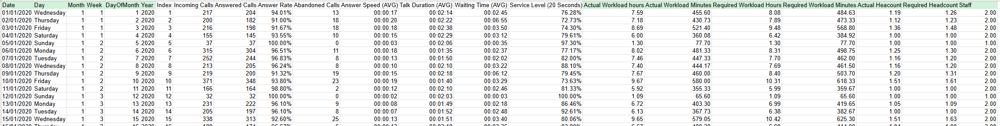 Date Day Month Week DayOfMonth Year Index Incoming Calls Answered Calls Answer Rate Abandoned Calls Answer Speed (AVG) Talk Duration (AVG) Waiting Time (AVG) Service Level (20 Seconds) Actual Workload hours Actual Workload Minutes Required Workload Hours Required Workload Minutes Actual Heacount Required Headcount Staff
01/01/2020 Wednesday 1 1 1 2020 1 217 204 94.01% 13 00:00:17 00:02:14 00:02:45 76.28% 7.59 455.60 8.08 484.63 1.19 1.26 2.00
02/01/2020 Thursday 1 1 2 2020 2 200 182 91.00% 18 00:00:20 00:02:22 00:06:55 72.73% 7.18 430.73 7.89 473.33 1.12 1.23 2.00
03/01/2020 Friday 1 1 3 2020 3 216 198 91.67% 18 00:00:18 00:02:38 00:03:50 74.30% 8.69 521.40 9.48 568.80 1.36 1.48 2.00
04/01/2020 Saturday 1 1 4 2020 4 155 145 93.55% 10 00:00:15 00:02:29 00:03:12 79.61% 6.00 360.08 6.42 384.92 1.00 1.00 2.00
05/01/2020 Sunday 1 2 5 2020 5 37 37 100.00% 0 00:00:03 00:02:06 00:00:35 97.30% 1.30 77.70 1.30 77.70 1.00 1.00 1.00
06/01/2020 Monday 1 2 6 2020 6 315 304 96.51% 11 00:00:18 00:01:35 00:02:37 77.17% 8.02 481.33 8.31 498.75 1.25 1.30 2.00
07/01/2020 Tuesday 1 2 7 2020 7 252 244 96.83% 8 00:00:13 00:01:50 00:02:02 82.00% 7.46 447.33 7.70 462.00 1.16 1.20 2.00
08/01/2020 Wednesday 1 2 8 2020 8 213 205 96.24% 8 00:00:10 00:02:10 00:03:22 88.10% 7.40 444.17 7.69 461.50 1.16 1.20 2.00
09/01/2020 Thursday 1 2 9 2020 9 219 200 91.32% 19 00:00:15 00:02:18 00:06:12 79.45% 7.67 460.00 8.40 503.70 1.20 1.31 2.00
10/01/2020 Friday 1 2 10 2020 10 371 348 93.80% 23 00:00:19 00:01:40 00:03:29 73.63% 9.67 580.00 10.31 618.33 1.51 1.61 2.00
11/01/2020 Saturday 1 2 11 2020 11 166 164 98.80% 2 00:00:12 00:02:10 00:02:46 81.33% 5.92 355.33 5.99 359.67 1.00 1.00 2.00
12/01/2020 Sunday 1 3 12 2020 12 32 32 100.00% 0 00:00:02 00:02:03 00:00:03 100.00% 1.09 65.60 1.09 65.60 1.00 1.00 1.00
13/01/2020 Monday 1 3 13 2020 13 231 222 96.10% 9 00:00:08 00:01:49 00:02:18 86.46% 6.72 403.30 6.99 419.65 1.05 1.09 2.00
14/01/2020 Tuesday 1 3 14 2020 14 205 197 96.10% 8 00:00:07 00:01:52 00:02:48 92.61% 6.13 367.73 6.38 382.67 1.00 1.00 2.00
15/01/2020 Wednesday 1 3 15 2020 15 338 313 92.60% 25 00:00:13 00:01:51 00:03:40 80.06% 9.65 579.05 10.42 625.30 1.51 1.63 2.00